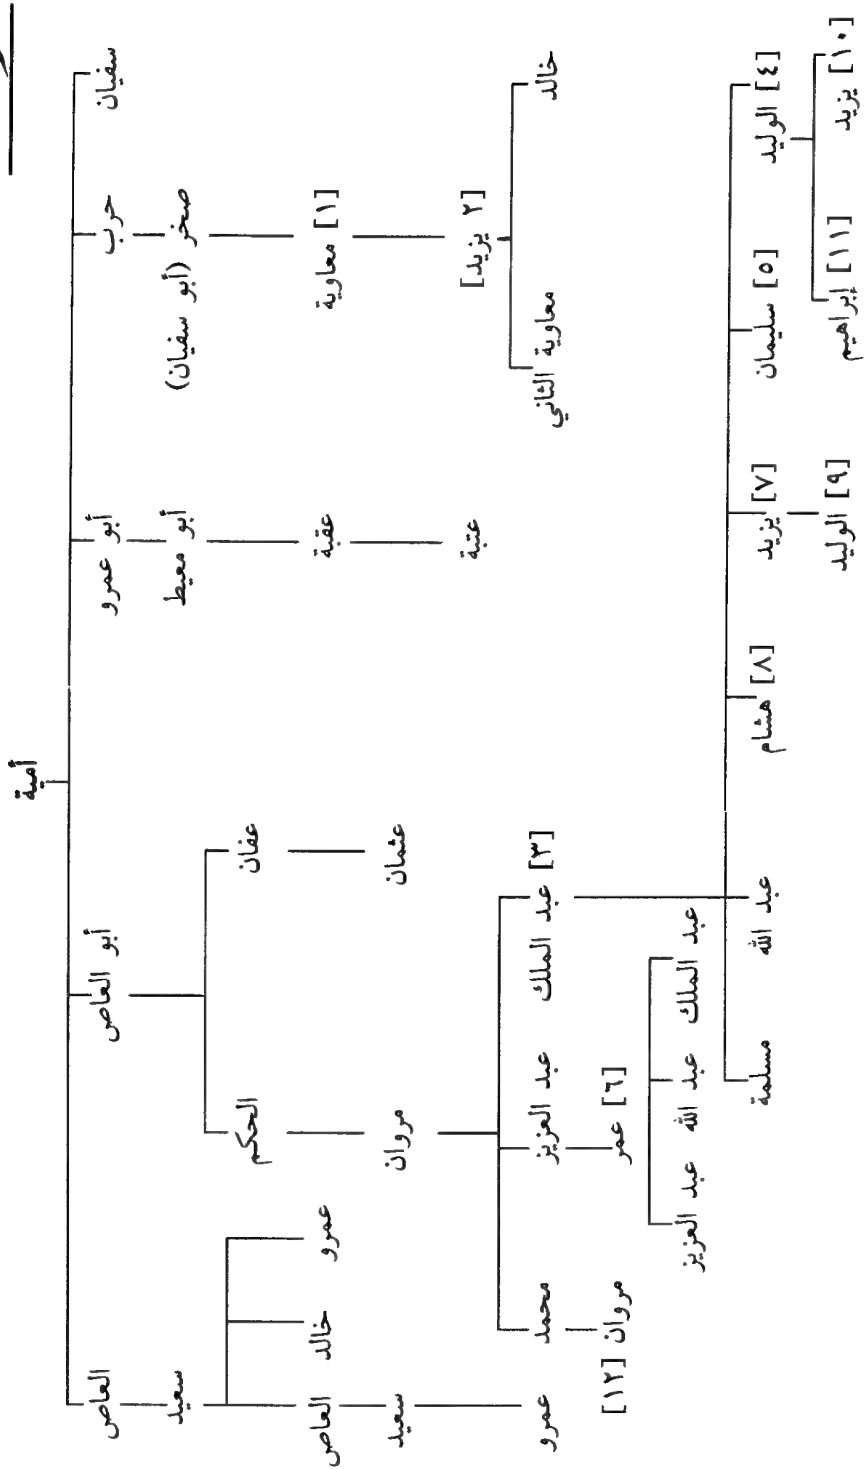 أمية
سفيان حرب أبو عمرو أبو العاص العاص
صخر (أبو سفيان) أبو معيط سعيد
عفان الحكم
[١] معاوية عقبة عمرو خالد العاص
عثمان مروان سعيد
[٢ يزيد] عتبة
خالد معاوية الثاني [٣] عبد الملك عبد العزيز محمد عمرو
[٦] عمر مروان [١٢]
عبد الملك عبد الله عبد العزيز
[٤] الوليد [٥] سليمان [٧] يزيد [٨] هشام عبد الله مسلمة
[١٠] يزيد [١١] إبراهيم [٩] الوليد